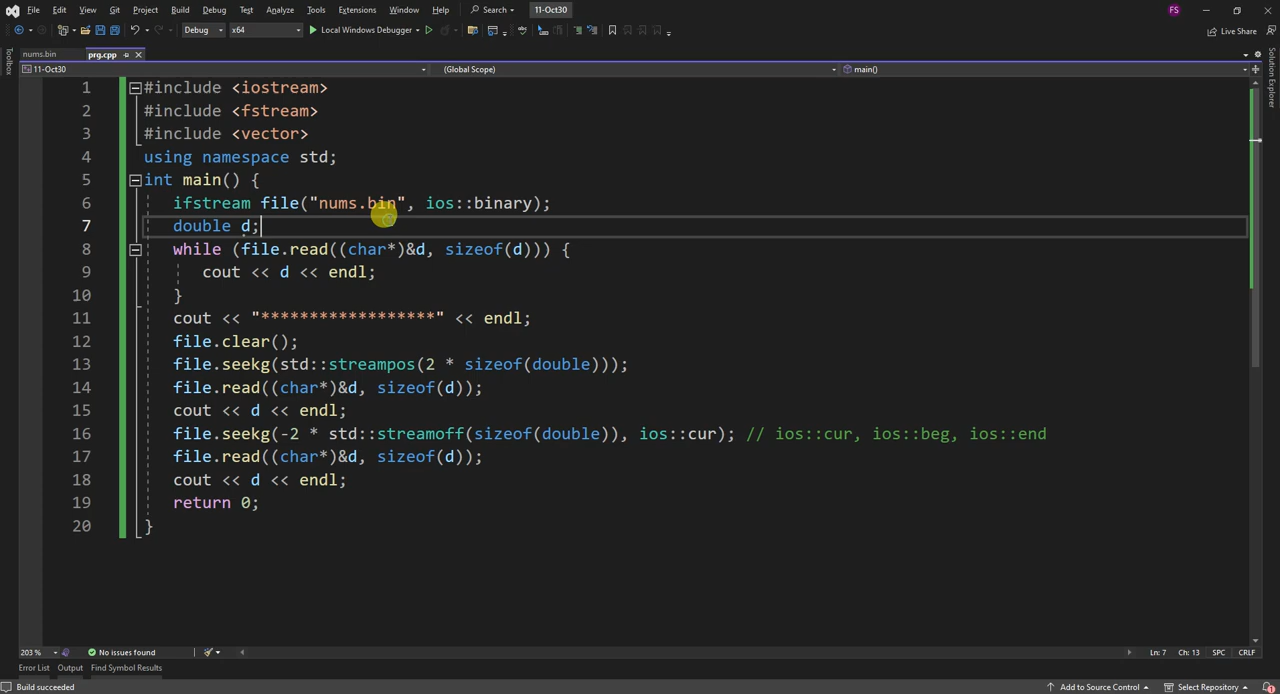 File Edit View Git Project Build Debug Test Analyze Tools Extensions Window Help Search 11-Oct30 FS
Debug x64 Local Windows Debugger Live Share
nums.bin prg.cpp
11-Oct30 (Global Scope) main()
Toolbox
Solution Explorer
1 #include <iostream>
2 #include <fstream>
3 #include <vector>
4 using namespace std;
5 int main() {
6 ifstream file("nums.bin", ios::binary);
7 double d;
8 while (file.read((char*)&d, sizeof(d))) {
9 cout << d << endl;
10 }
11 cout << "******************" << endl;
12 file.clear();
13 file.seekg(std::streampos(2 * sizeof(double)));
14 file.read((char*)&d, sizeof(d));
15 cout << d << endl;
16 file.seekg(-2 * std::streamoff(sizeof(double)), ios::cur); // ios::cur, ios::beg, ios::end
17 file.read((char*)&d, sizeof(d));
18 cout << d << endl;
19 return 0;
20 }
203 % No issues found Ln: 7 Ch: 13 SPC CRLF
Error List Output Find Symbol Results
Build succeeded Add to Source Control Select Repository